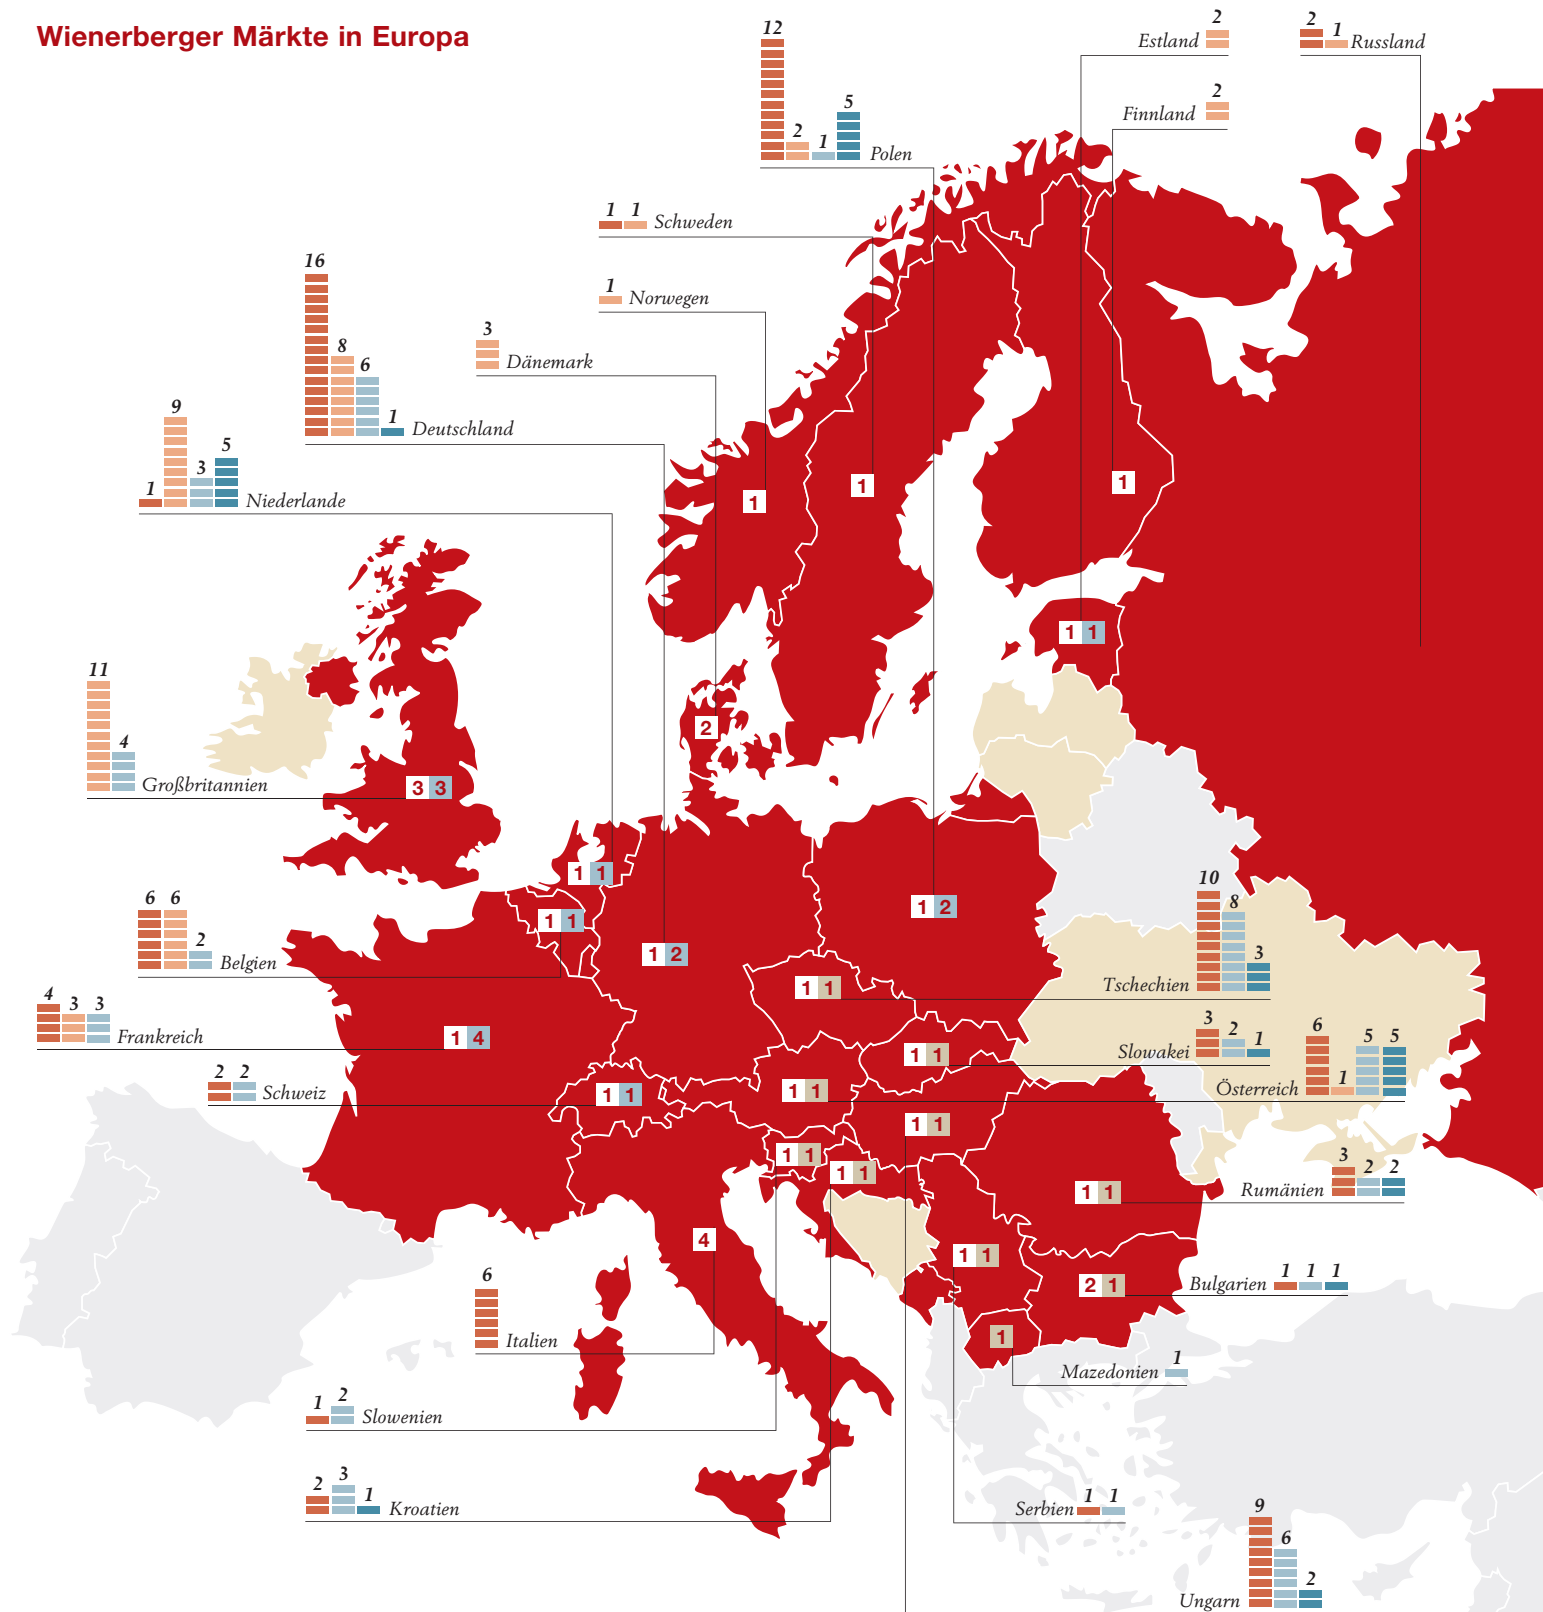 Wienerberger Märkte in Europa
12 2 1 5 Polen
2 Estland
2 1 Russland
2 Finnland
1 1 Schweden
1 Norwegen
3 Dänemark
16 8 6 1 Deutschland
1 9 3 5 Niederlande
11 4 Großbritannien
6 6 2 Belgien
4 3 3 Frankreich
2 2 Schweiz
10 8 3 Tschechien
3 2 1 Slowakei
6 1 5 5 Österreich
3 2 2 Rumänien
Bulgarien 1 1 1
Mazedonien 1
6 Italien
1 2 Slowenien
2 3 1 Kroatien
Serbien 1 1
9 6 2 Ungarn
1
1
1
1 1
2
3 3
1 1
1 1
1 2
1 2
1 1
1 4
1 1
1 1
1 1
1 1
1 1
1 1
1 1
4
1 1
2 1
1